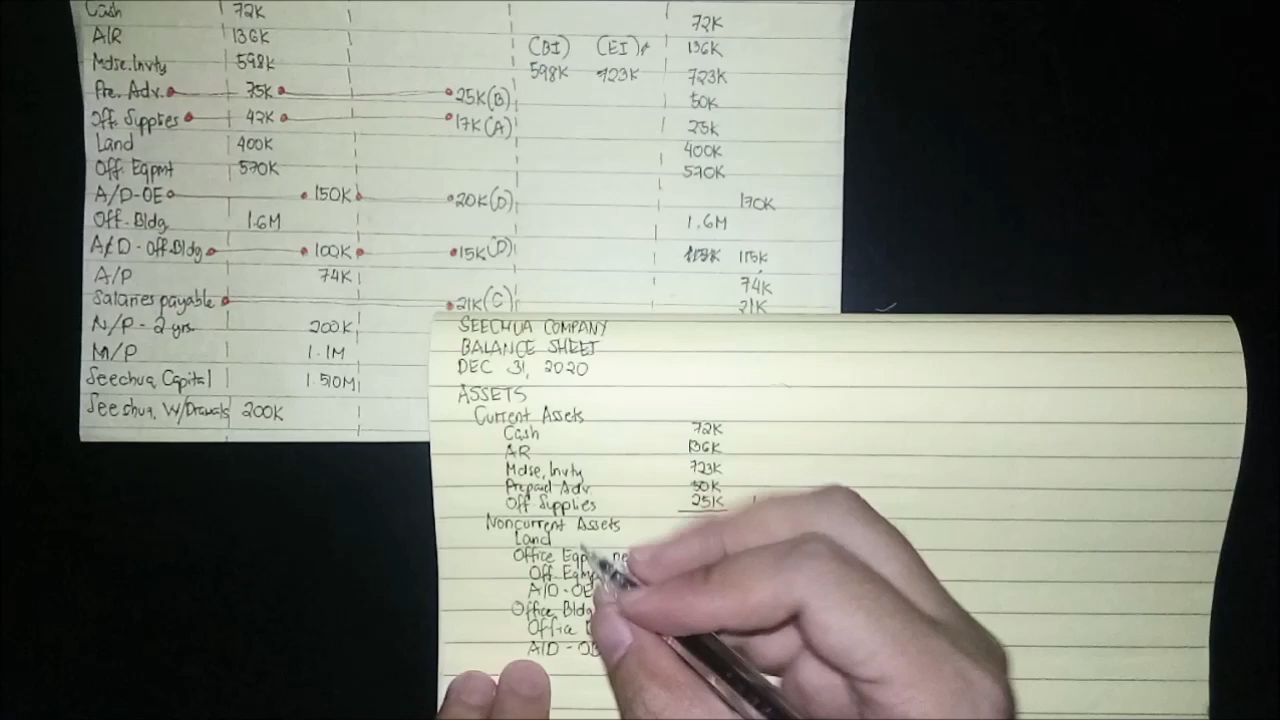 Cash 72K 72K
A/R 136K (BI) (EI) 136K
Mdse. Invty 598K 598K 723K 723K
Pre. Adv. 75K 25K(B) 50K
Off. Supplies 42K 17K(A) 25K
Land 400K 400K
Off. Eqpmt 570K 570K
A/D-OE 150K 20K(D) 170K
Off. Bldg 1.6M 1.6M
A/D - Off. Bldg 100K 15K(D) 115K 115K
A/P 74K 74K
Salaries payable 21K(C) 21K
N/P - 2 yrs. 200K
M/P 1.1M
Seechua, Capital 1.510M
Seechua, W/Drawals 200K
SEECHUA COMPANY
BALANCE SHEET
DEC 31, 2020
ASSETS
Current Assets
Cash 72K
AR 136K
Mdse. Invty 723K
Prepaid Adv. 50K
Off. Supplies 25K
Noncurrent Assets
Land
Office
Off.
A/D-OE
Office Bldg
Office
A/D-OB